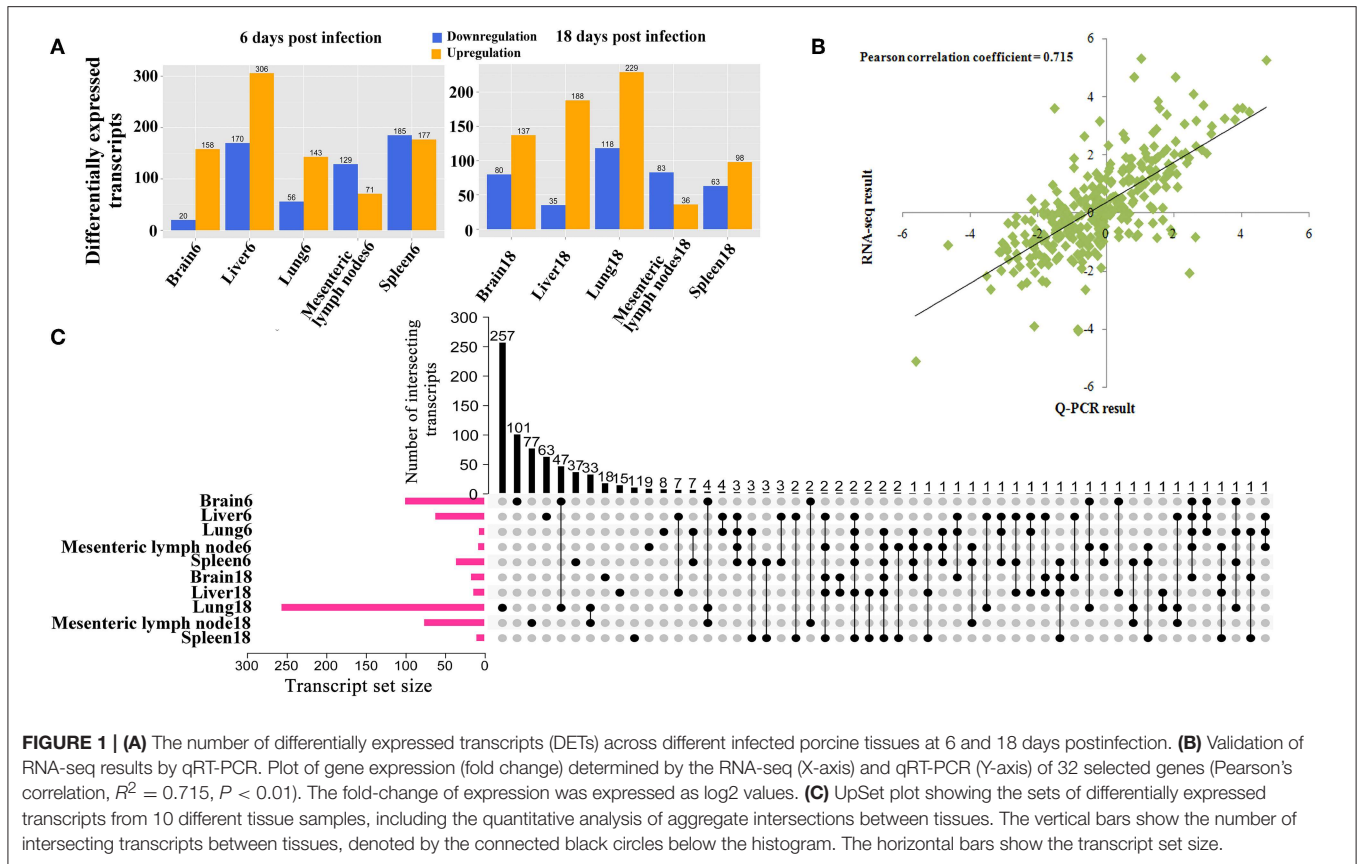 A
6 days post infection
Downregulation
Upregulation
18 days post infection
Differentially expressed
transcripts
300
200
100
0
20
158
170
306
56
143
129
71
185
177
Brain6
Liver6
Lung6
Mesenteric
lymph nodes6
Spleen6
200
150
100
50
0
80
137
35
188
118
229
83
36
63
98
Brain18
Liver18
Lung18
Mesenteric
lymph nodes18
Spleen18
B
Pearson correlation coefficient = 0.715
RNA-seq result
6
4
2
0
-2
-4
-6
-6
-4
-2
0
2
4
6
Q-PCR result
C
Number of intersecting
transcripts
300
250
200
150
100
50
0
257 101 77 63 47 37 33 18 15 11 9 8 7 7 4 4 3 3 3 3 2 2 2 2 2 2 2 2 1 1 1 1 1 1 1 1 1 1 1 1 1 1 1 1 1 1 1 1 1 1 1 1 1
Brain6
Liver6
Lung6
Mesenteric lymph node6
Spleen6
Brain18
Liver18
Lung18
Mesenteric lymph node18
Spleen18
300 250 200 150 100 50 0
Transcript set size
FIGURE 1 | (A) The number of differentially expressed transcripts (DETs) across different infected porcine tissues at 6 and 18 days postinfection. (B) Validation of
RNA-seq results by qRT-PCR. Plot of gene expression (fold change) determined by the RNA-seq (X-axis) and qRT-PCR (Y-axis) of 32 selected genes (Pearson's
correlation, R² = 0.715, P < 0.01). The fold-change of expression was expressed as log2 values. (C) UpSet plot showing the sets of differentially expressed
transcripts from 10 different tissue samples, including the quantitative analysis of aggregate intersections between tissues. The vertical bars show the number of
intersecting transcripts between tissues, denoted by the connected black circles below the histogram. The horizontal bars show the transcript set size.